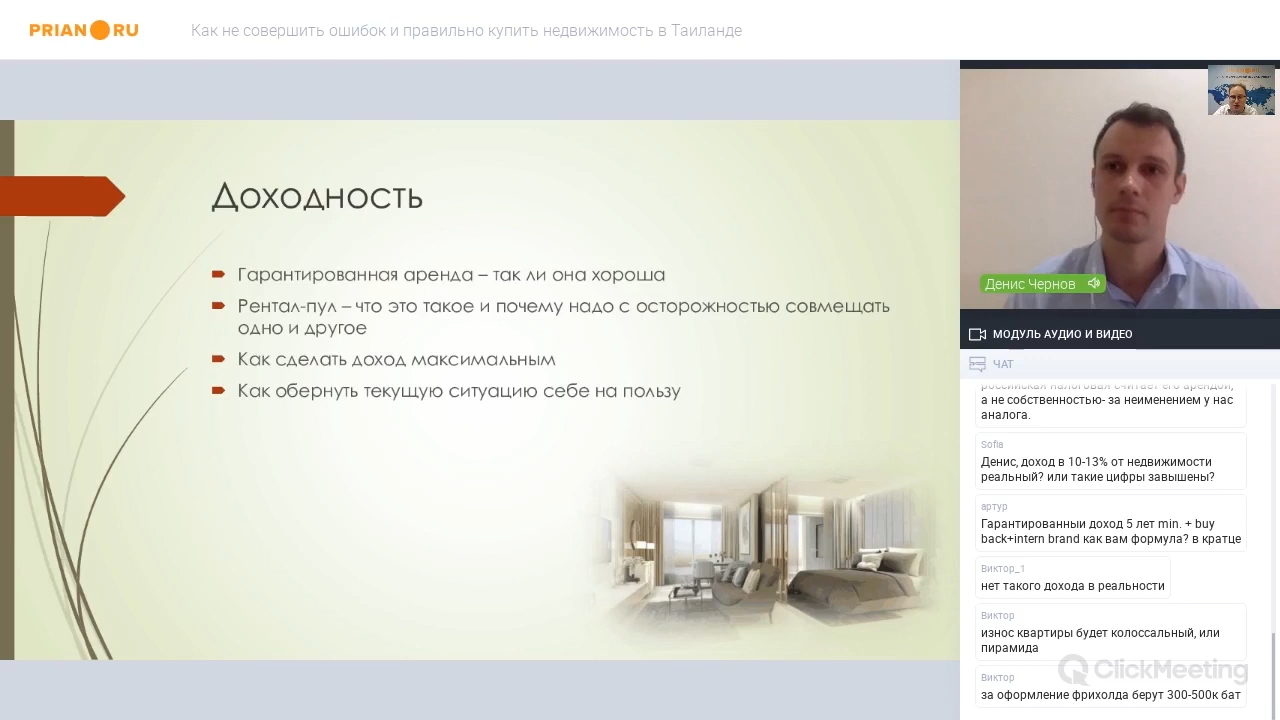 PRIAN RU
Как не совершить ошибок и правильно купить недвижимость в Таиланде
Доходность
Гарантированная аренда – так ли она хороша
Рентал-пул – что это такое и почему надо с осторожностью совмещать
одно и другое
Как сделать доход максимальным
Как обернуть текущую ситуацию себе на пользу
Денис Чернов
МОДУЛЬ АУДИО И ВИДЕО
ЧАТ
российская налоговая считает его арендой,
а не собственностью- за неимением у нас
аналога.
Sofia
Денис, доход в 10-13% от недвижимости
реальный? или такие цифры завышены?
артур
Гарантированныи доход 5 лет min. + buy
back+intern brand как вам формула? в кратце
Виктор_1
нет такого дохода в реальности
Виктор
износ квартиры будет колоссальный, или
пирамида
ClickMeeting
Виктор
за оформление фрихолда берут 300-500к бат